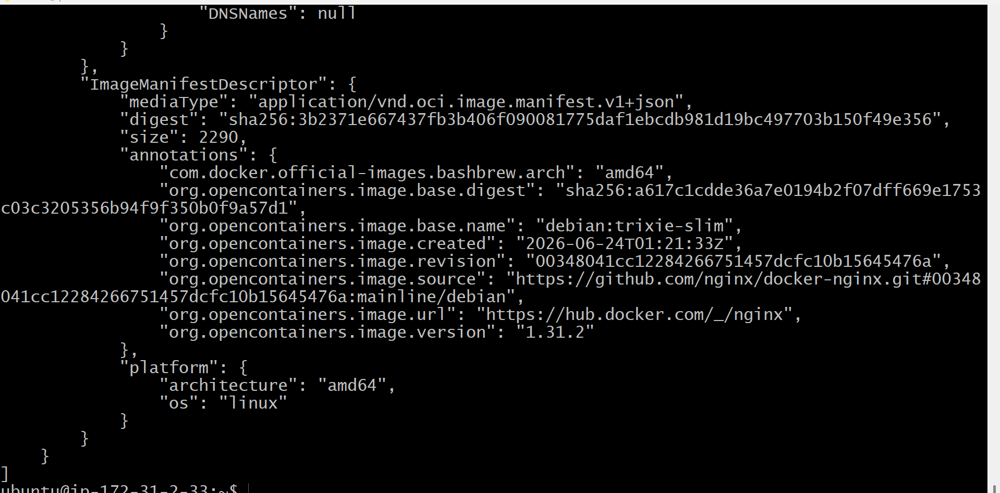 "DNSNames": null
}
}
},
"ImageManifestDescriptor": {
"mediaType": "application/vnd.oci.image.manifest.v1+json",
"digest": "sha256:3b2371e667437fb3b406f090081775daf1ebcdb981d19bc497703b150f49e356",
"size": 2290,
"annotations": {
"com.docker.official-images.bashbrew.arch": "amd64",
"org.opencontainers.image.base.digest": "sha256:a617c1cdde36a7e0194b2f07dff669e1753
c03c3205356b94f9f350b0f9a57d1",
"org.opencontainers.image.base.name": "debian:trixie-slim",
"org.opencontainers.image.created": "2026-06-24T01:21:33Z",
"org.opencontainers.image.revision": "00348041cc12284266751457dcfc10b15645476a",
"org.opencontainers.image.source": "https://github.com/nginx/docker-nginx.git#00348
041cc12284266751457dcfc10b15645476a:mainline/debian",
"org.opencontainers.image.url": "https://hub.docker.com/_/nginx",
"org.opencontainers.image.version": "1.31.2"
},
"platform": {
"architecture": "amd64",
"os": "linux"
}
}
}
]
ubuntu@ip-172-31-2-33:~$